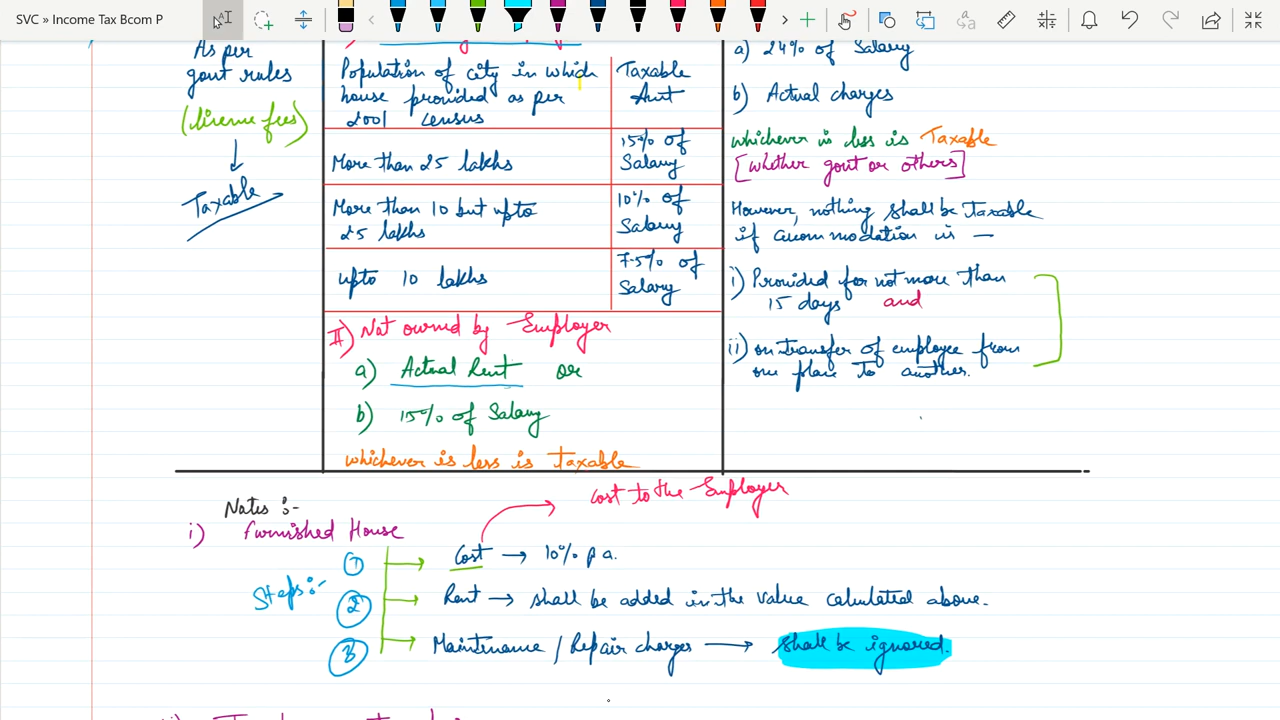 SVC » Income Tax Bcom P
As per
govt rules
(license fees)
Taxable
Population of city in which
house provided as per
2001 census
Taxable
Amt
More than 25 lakhs
15% of
Salary
More than 10 but upto
25 lakhs
10% of
Salary
upto 10 lakhs
7.5% of
Salary
II) Not owned by Employer
a) Actual Rent or
b) 15% of Salary
whichever is less is taxable
a) 24% of Salary
b) Actual charges
whichever is less is Taxable
[whether govt or others]
However, nothing shall be Taxable
if accommodation is —
i) Provided for not more than
15 days and
ii) on transfer of employee from
one place to another.
Notes :-
i) Furnished House
Cost to the Employer
Steps :-
① Cost → 10% p.a.
② Rent → shall be added in the value calculated above.
③ Maintenance / Repair charges → shall be ignored.